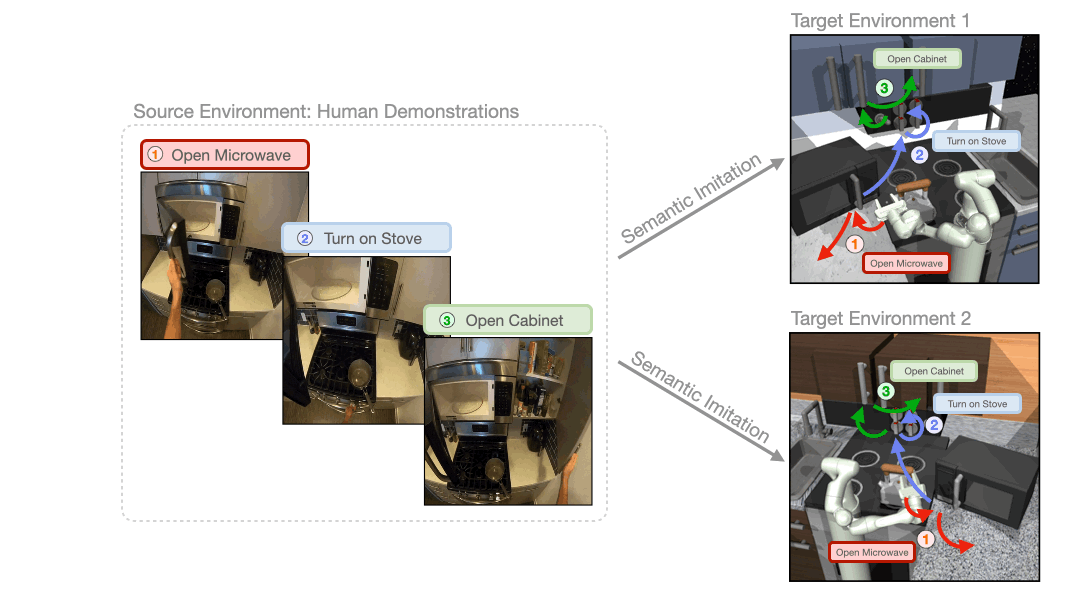 Source Environment: Human Demonstrations
1 Open Microwave
2 Turn on Stove
3 Open Cabinet
Semantic Imitation
Semantic Imitation
Target Environment 1
Open Cabinet
3
Turn on Stove
2
1
Open Microwave
Target Environment 2
Open Cabinet
3
Turn on Stove
2
1
Open Microwave